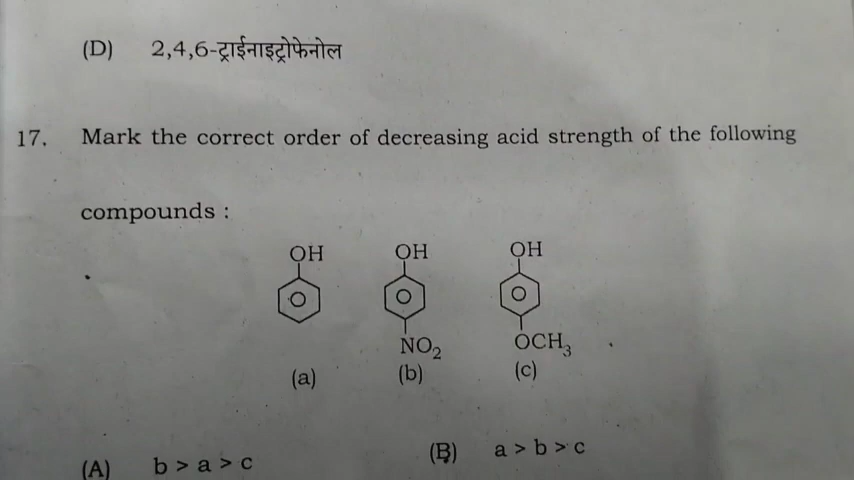 (D) 2,4,6-ट्राईनाइट्रोफेनोल
17. Mark the correct order of decreasing acid strength of the following
compounds :
OH OH OH
NO2 OCH3
(a) (b) (c)
(A) b > a > c (B) a > b > c